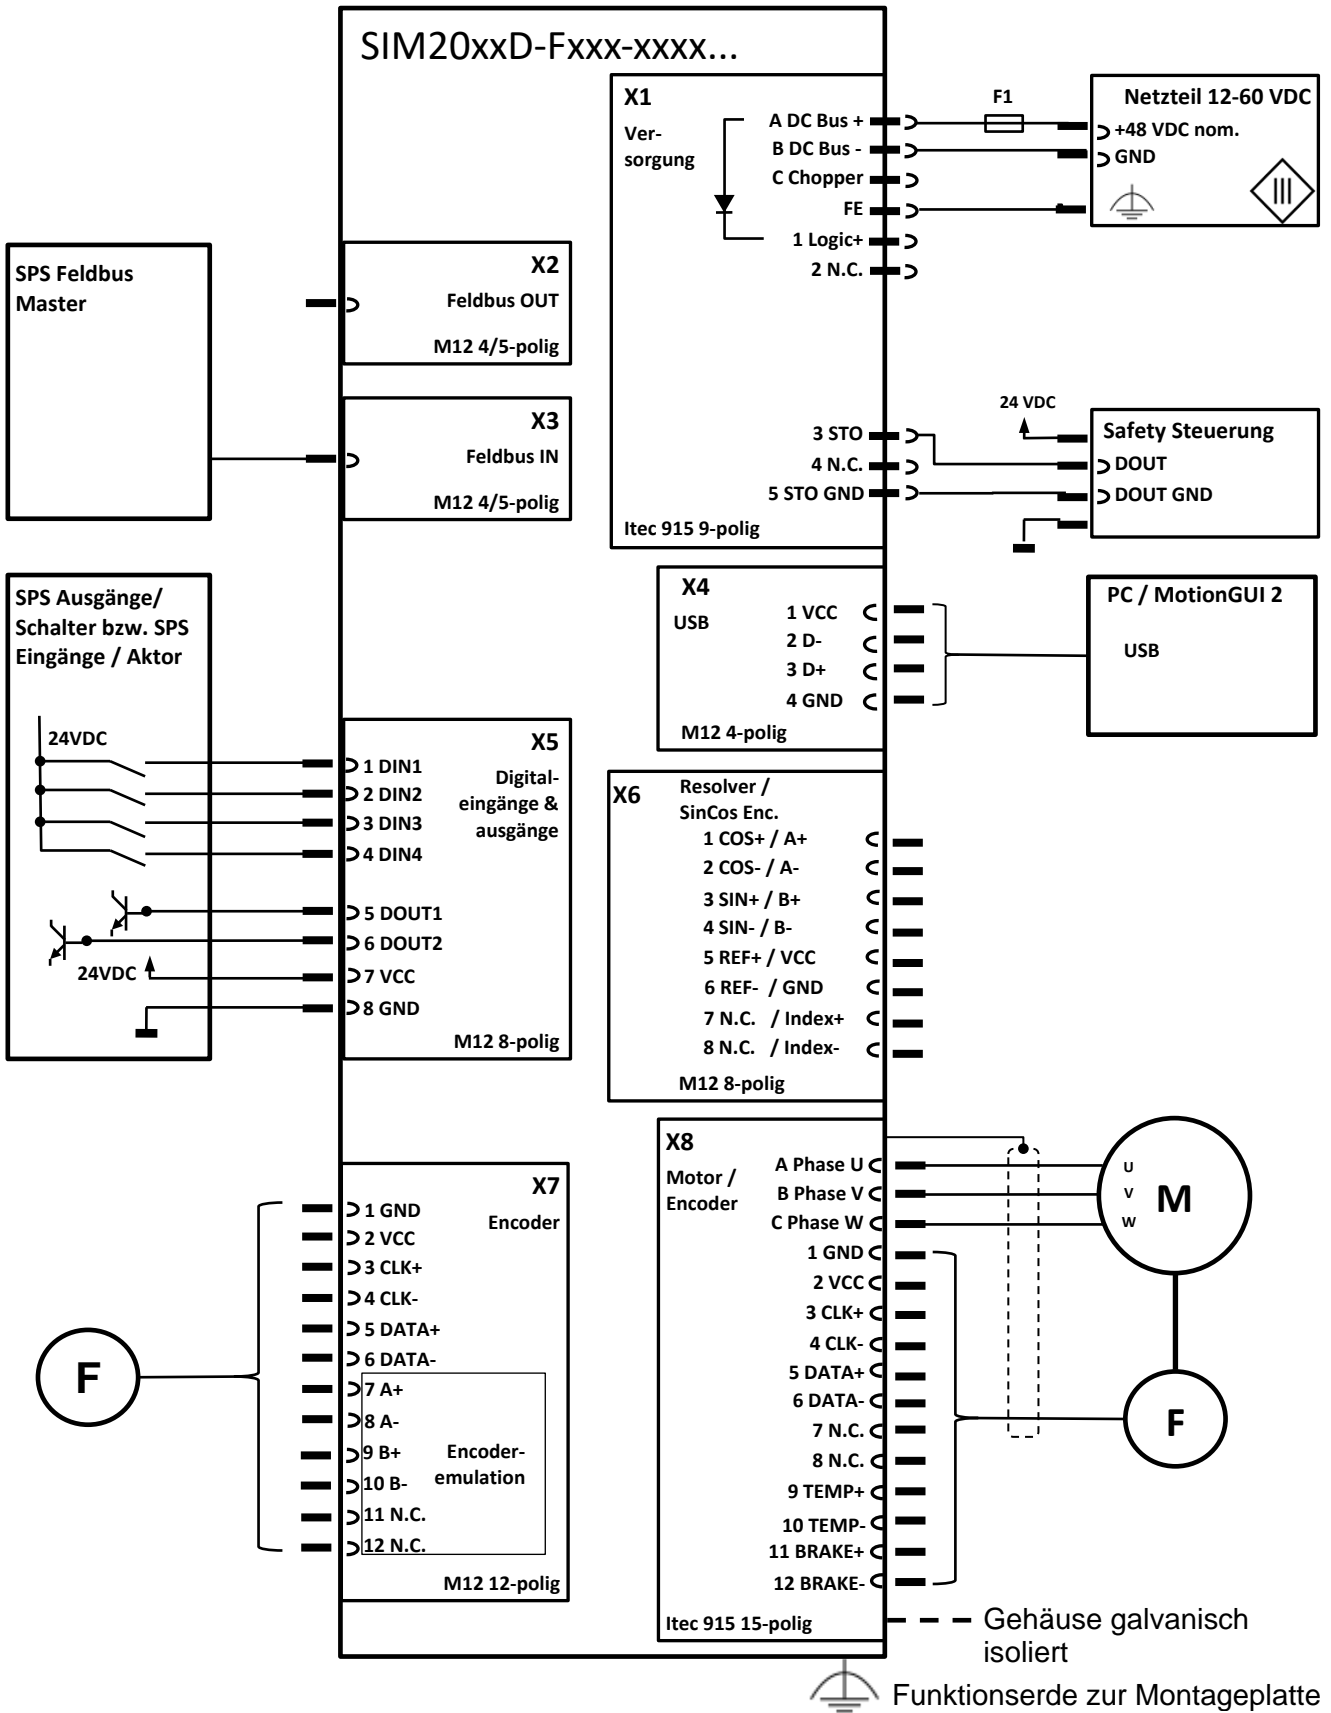 SIM20xxD-Fxxx-xxxx...
X1
Ver-
sorgung
A DC Bus +
B DC Bus -
C Chopper
FE
1 Logic+
2 N.C.
3 STO
4 N.C.
5 STO GND
Itec 915 9-polig
F1
Netzteil 12-60 VDC
+48 VDC nom.
GND
III
SPS Feldbus
Master
X2
Feldbus OUT
M12 4/5-polig
X3
Feldbus IN
M12 4/5-polig
24 VDC
Safety Steuerung
DOUT
DOUT GND
X4
USB
1 VCC
2 D-
3 D+
4 GND
M12 4-polig
PC / MotionGUI 2
USB
SPS Ausgänge/
Schalter bzw. SPS
Eingänge / Aktor
24VDC
24VDC
X5
Digital-
eingänge &
ausgänge
1 DIN1
2 DIN2
3 DIN3
4 DIN4
5 DOUT1
6 DOUT2
7 VCC
8 GND
M12 8-polig
X6
Resolver /
SinCos Enc.
1 COS+ / A+
2 COS- / A-
3 SIN+ / B+
4 SIN- / B-
5 REF+ / VCC
6 REF- / GND
7 N.C. / Index+
8 N.C. / Index-
M12 8-polig
X7
Encoder
1 GND
2 VCC
3 CLK+
4 CLK-
5 DATA+
6 DATA-
7 A+
8 A-
9 B+
10 B-
11 N.C.
12 N.C.
Encoder-
emulation
M12 12-polig
F
X8
Motor /
Encoder
A Phase U
B Phase V
C Phase W
1 GND
2 VCC
3 CLK+
4 CLK-
5 DATA+
6 DATA-
7 N.C.
8 N.C.
9 TEMP+
10 TEMP-
11 BRAKE+
12 BRAKE-
Itec 915 15-polig
U
V
W
M
F
Gehäuse galvanisch
isoliert
Funktionserde zur Montageplatte